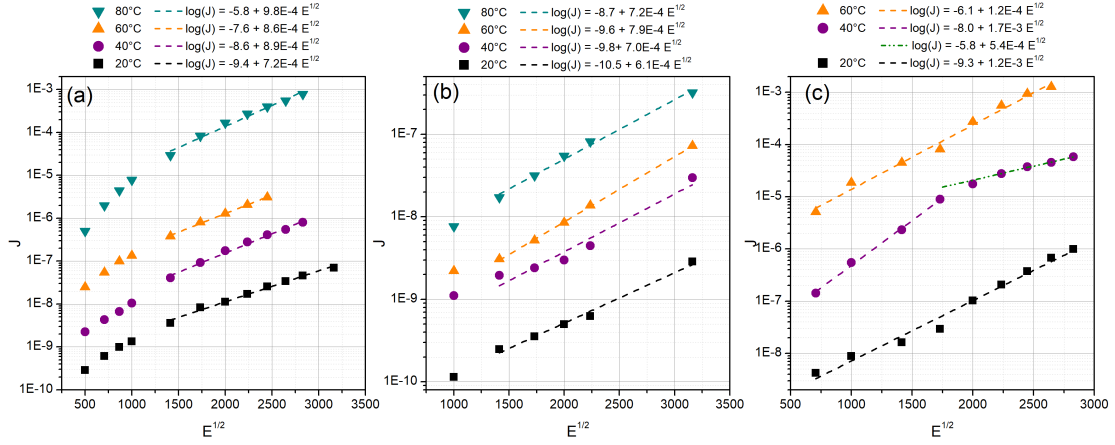 80°C log(J) = -5.8 + 9.8E-4 E^1/2
60°C log(J) = -7.6 + 8.6E-4 E^1/2
40°C log(J) = -8.6 + 8.9E-4 E^1/2
20°C log(J) = -9.4 + 7.2E-4 E^1/2
(a)
1E-3
1E-4
1E-5
1E-6
1E-7
1E-8
1E-9
1E-10
J
500 1000 1500 2000 2500 3000 3500
E^1/2
80°C log(J) = -8.7 + 7.2E-4 E^1/2
60°C log(J) = -9.6 + 7.9E-4 E^1/2
40°C log(J) = -9.8+ 7.0E-4 E^1/2
20°C log(J) = -10.5 + 6.1E-4 E^1/2
(b)
1E-7
1E-8
1E-9
1E-10
J
1000 1500 2000 2500 3000
E^1/2
60°C log(J) = -6.1 + 1.2E-4 E^1/2
40°C log(J) = -8.0 + 1.7E-3 E^1/2
log(J) = -5.8 + 5.4E-4 E^1/2
20°C log(J) = -9.3 + 1.2E-3 E^1/2
(c)
1E-3
1E-4
1E-5
1E-6
1E-7
1E-8
J
500 1000 1500 2000 2500 3000
E^1/2